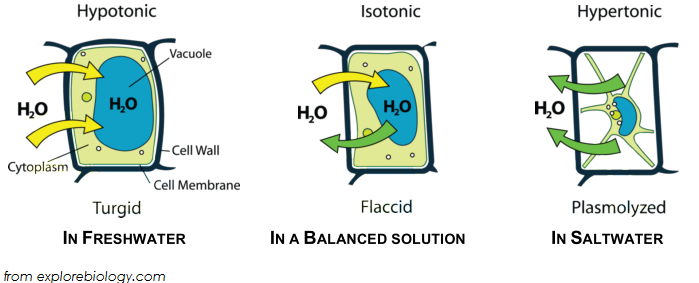 Hypotonic
Isotonic
Hypertonic
Vacuole
H₂O
H₂O
Cytoplasm
Cell Wall
Cell Membrane
H₂O
H₂O
H₂O
Turgid
Flaccid
Plasmolyzed
IN FRESHWATER
IN A BALANCED SOLUTION
IN SALTWATER
from explorebiology.com